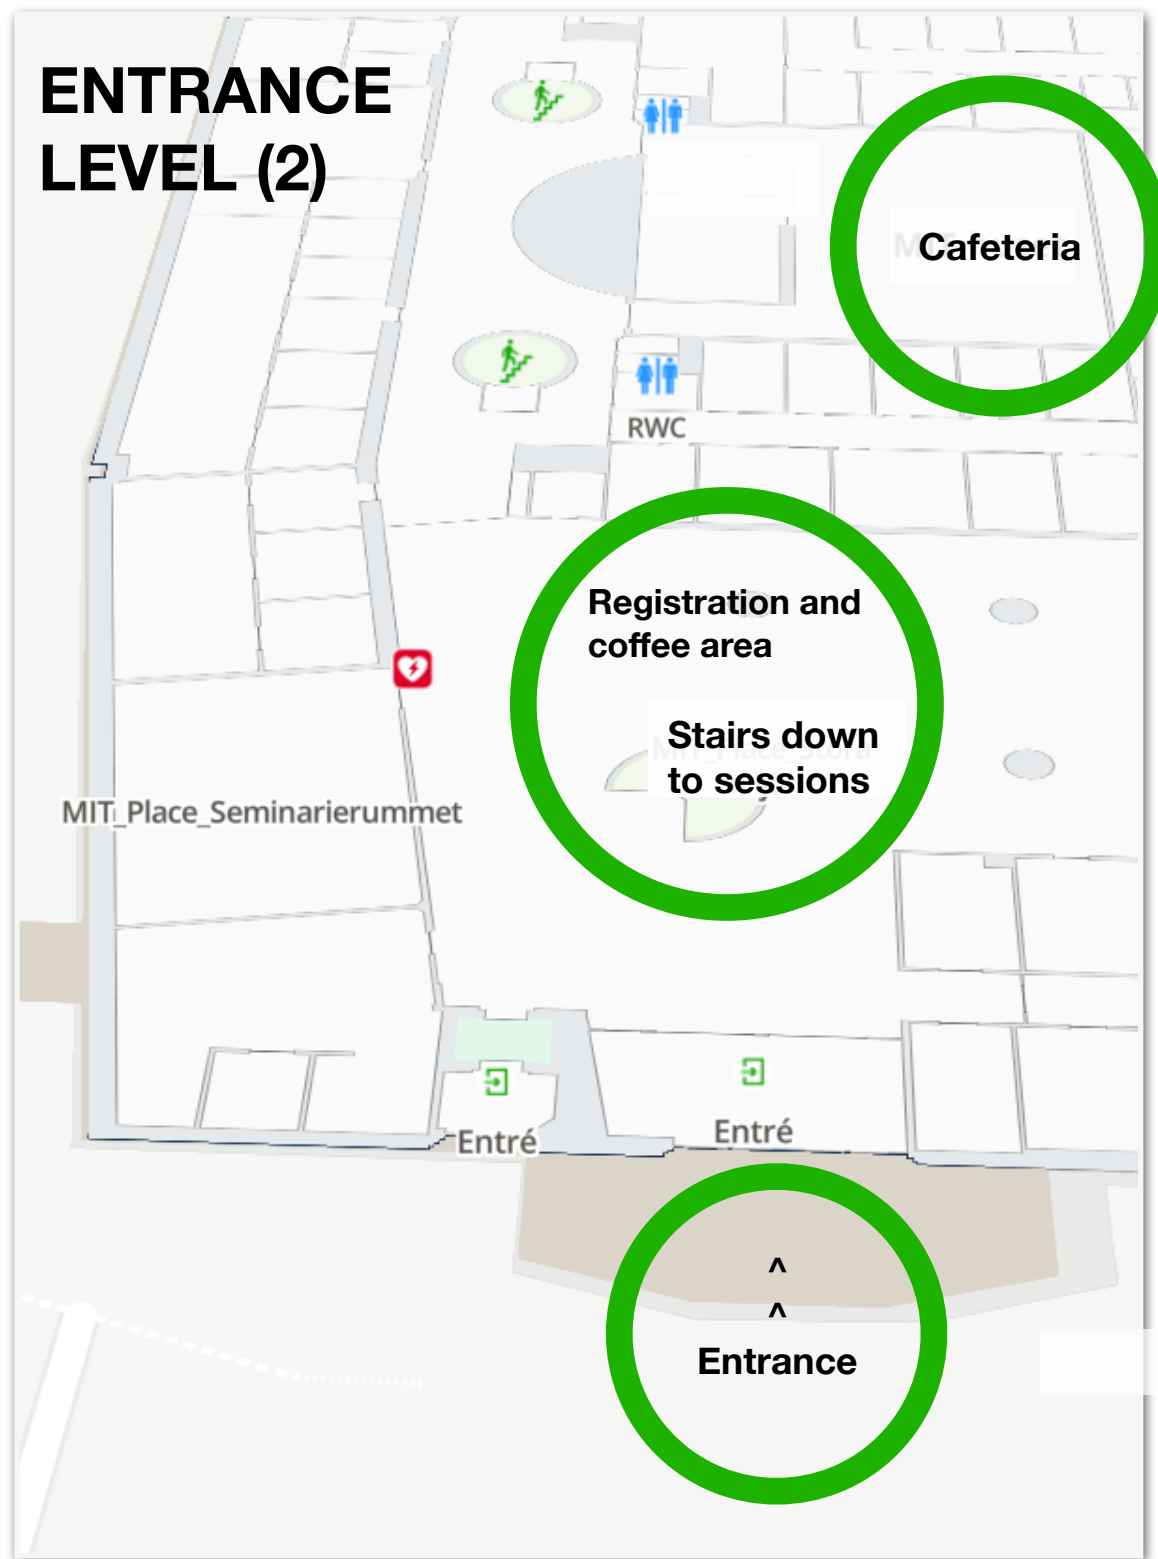 ENTRANCE
LEVEL (2)
Cafeteria
RWC
Registration and
coffee area
Stairs down
to sessions
MIT_Place_Seminarierummet
Entré
Entré
^
^
Entrance